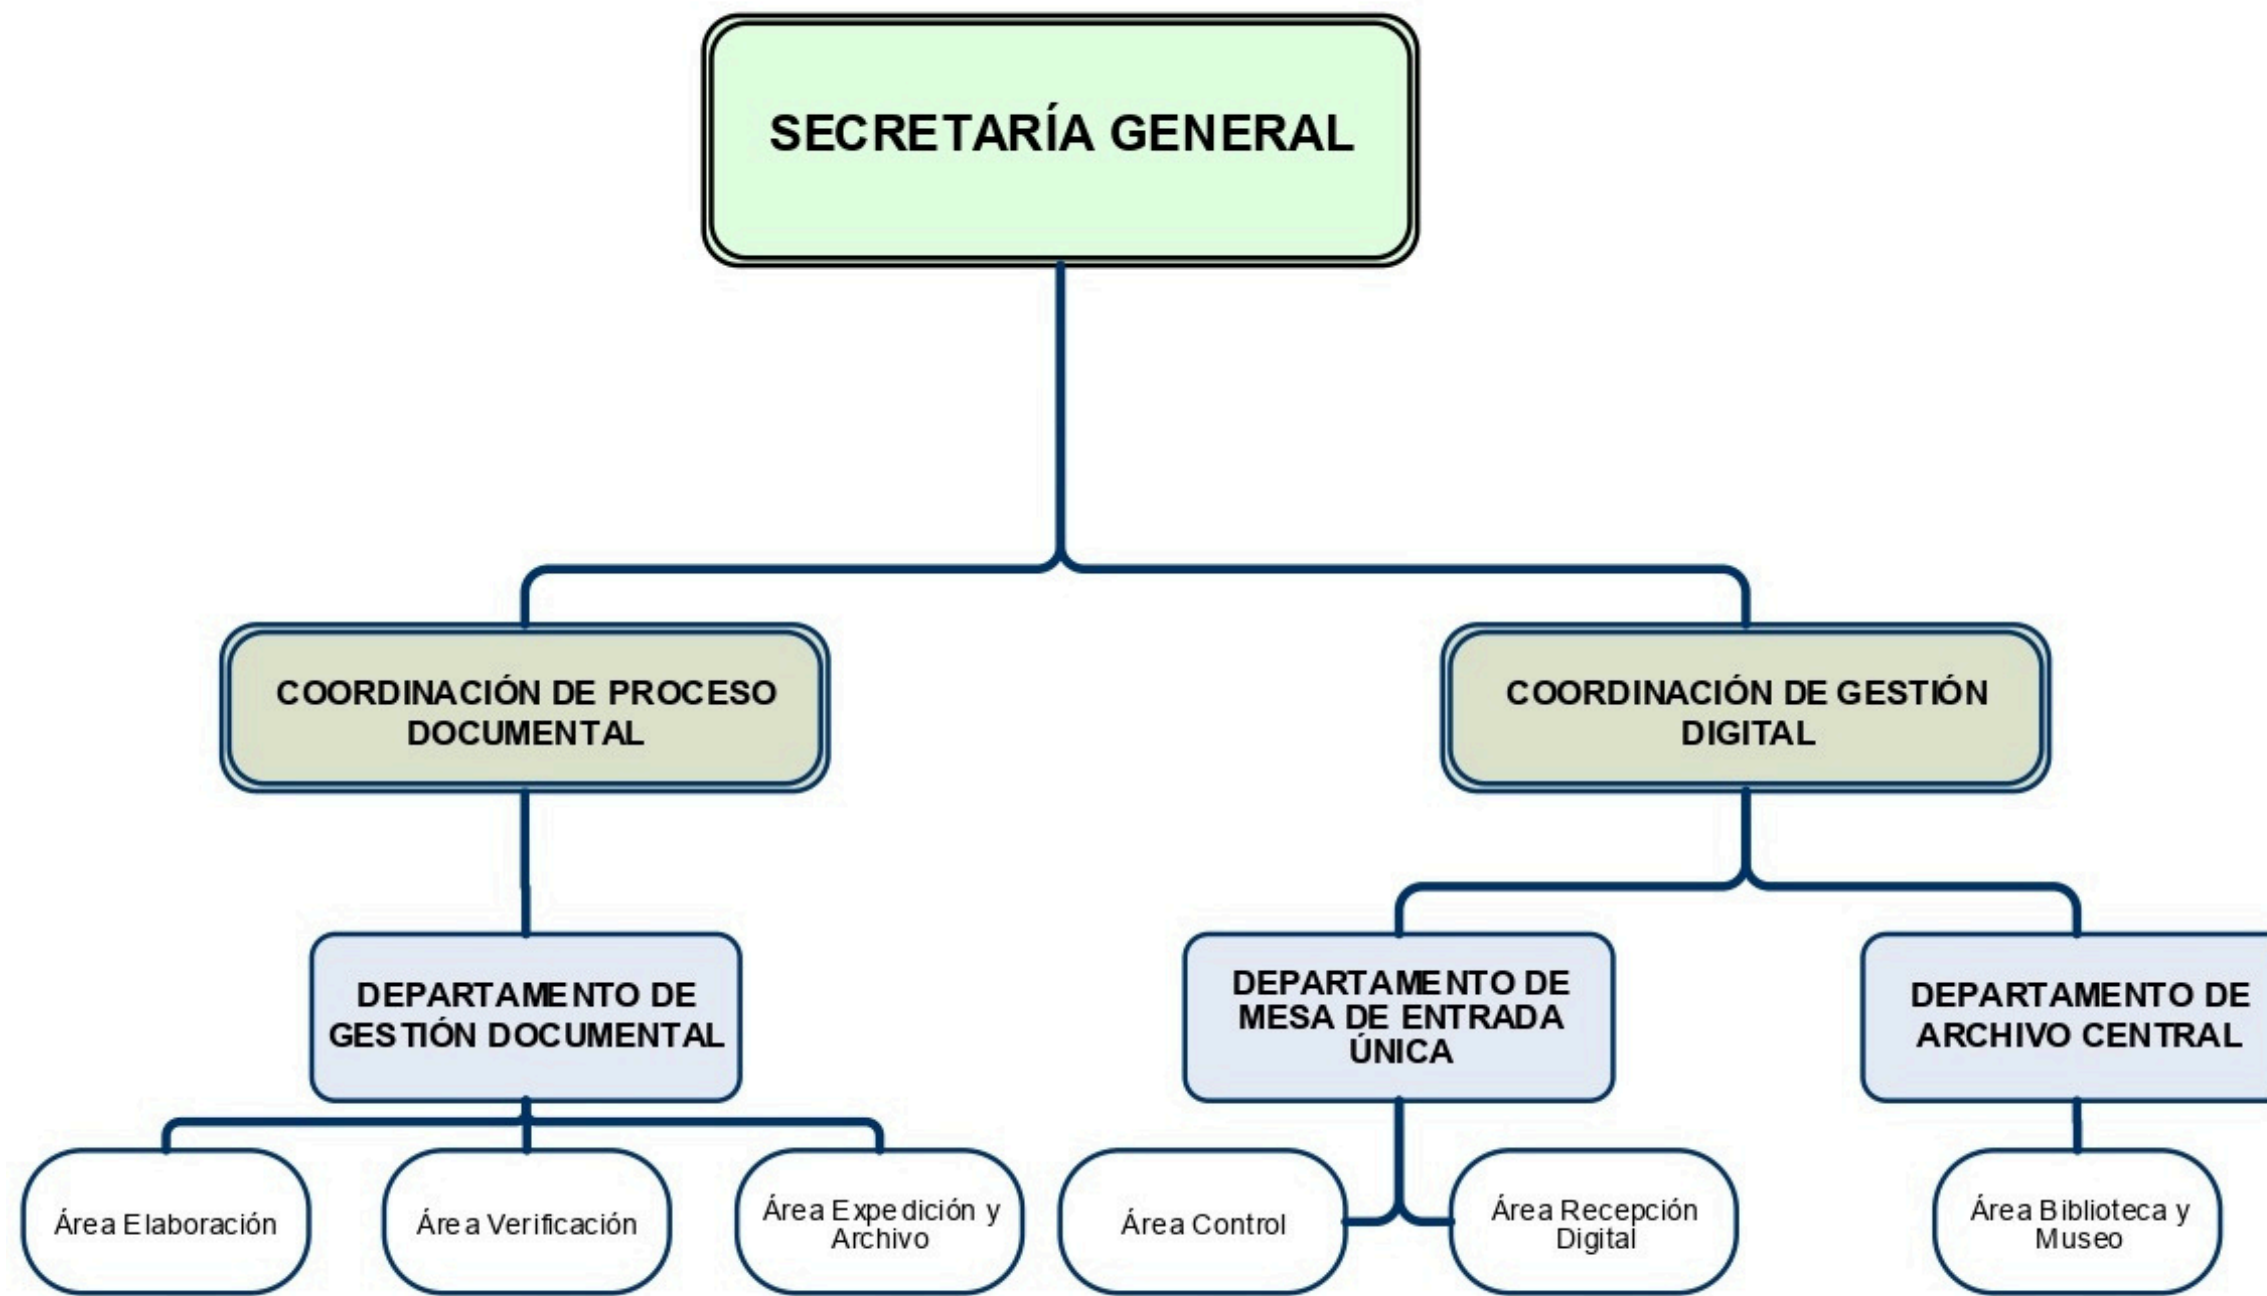 SECRETARÍA GENERAL
COORDINACIÓN DE PROCESO
DOCUMENTAL
COORDINACIÓN DE GESTIÓN
DIGITAL
DEPARTAMENTO DE
GESTIÓN DOCUMENTAL
DEPARTAMENTO DE
MESA DE ENTRADA
ÚNICA
DEPARTAMENTO DE
ARCHIVO CENTRAL
Área Elaboración
Área Verificación
Área Expedición y
Archivo
Área Control
Área Recepción
Digital
Área Biblioteca y
Museo